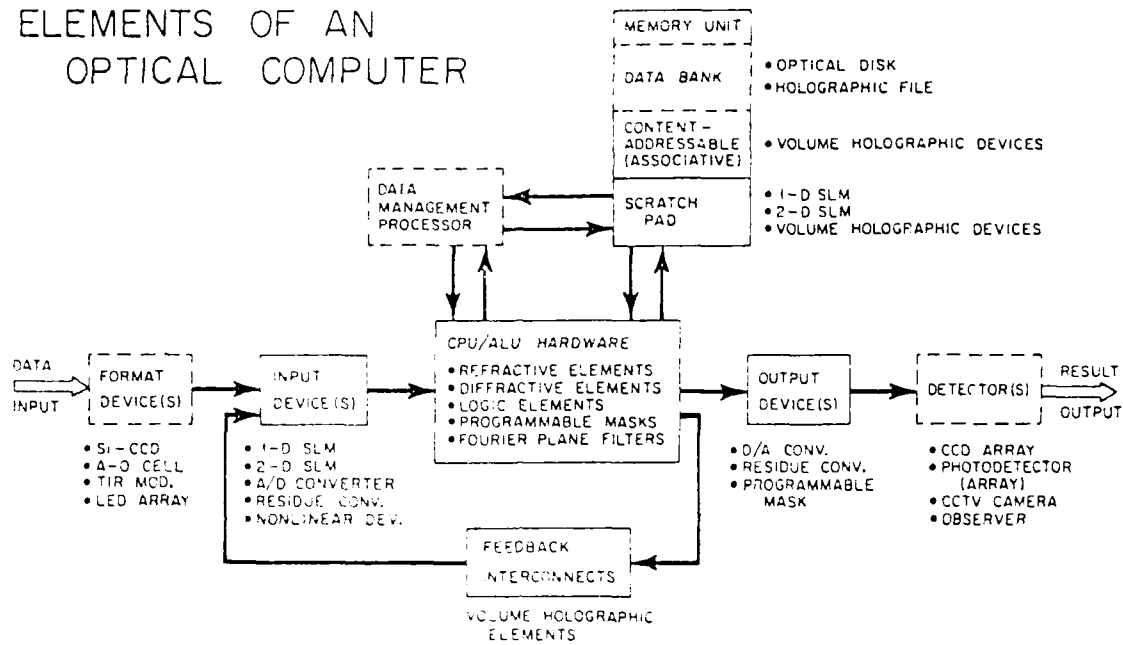 ELEMENTS OF AN
OPTICAL COMPUTER
MEMORY UNIT
DATA BANK
• OPTICAL DISK
• HOLOGRAPHIC FILE
CONTENT-
ADDRESSABLE
(ASSOCIATIVE)
• VOLUME HOLOGRAPHIC DEVICES
SCRATCH
PAD
• 1-D SLM
• 2-D SLM
• VOLUME HOLOGRAPHIC DEVICES
DATA
MANAGEMENT
PROCESSOR
DATA
INPUT
FORMAT
DEVICE(S)
• Si-CCD
• A-O CELL
• TIR MOD.
• LED ARRAY
INPUT
DEVICE(S)
• 1-D SLM
• 2-D SLM
• A/D CONVERTER
• RESIDUE CONV.
• NONLINEAR DEV.
CPU/ALU HARDWARE
• REFRACTIVE ELEMENTS
• DIFFRACTIVE ELEMENTS
• LOGIC ELEMENTS
• PROGRAMMABLE MASKS
• FOURIER PLANE FILTERS
OUTPUT
DEVICE(S)
• D/A CONV.
• RESIDUE CONV.
• PROGRAMMABLE
MASK
DETECTOR(S)
• CCD ARRAY
• PHOTODETECTOR
(ARRAY)
• CCTV CAMERA
• OBSERVER
RESULT
OUTPUT
FEEDBACK
INTERCONNECTS
VOLUME HOLOGRAPHIC
ELEMENTS